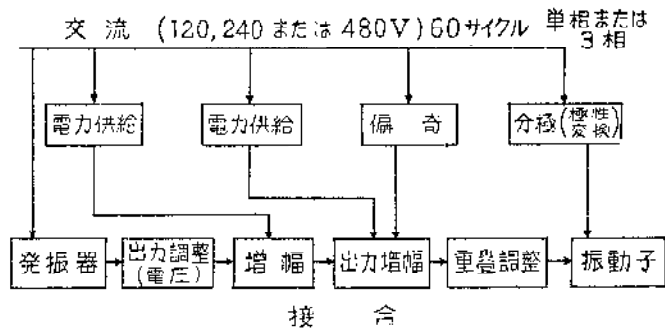 交流 (120, 240 または 480V) 60サイクル 単相または3相
電力供給
電力供給
偏奇
分極(極性変換)
発振器
出力調整(電圧)
増幅
出力増幅
重畳調整
振動子
接合